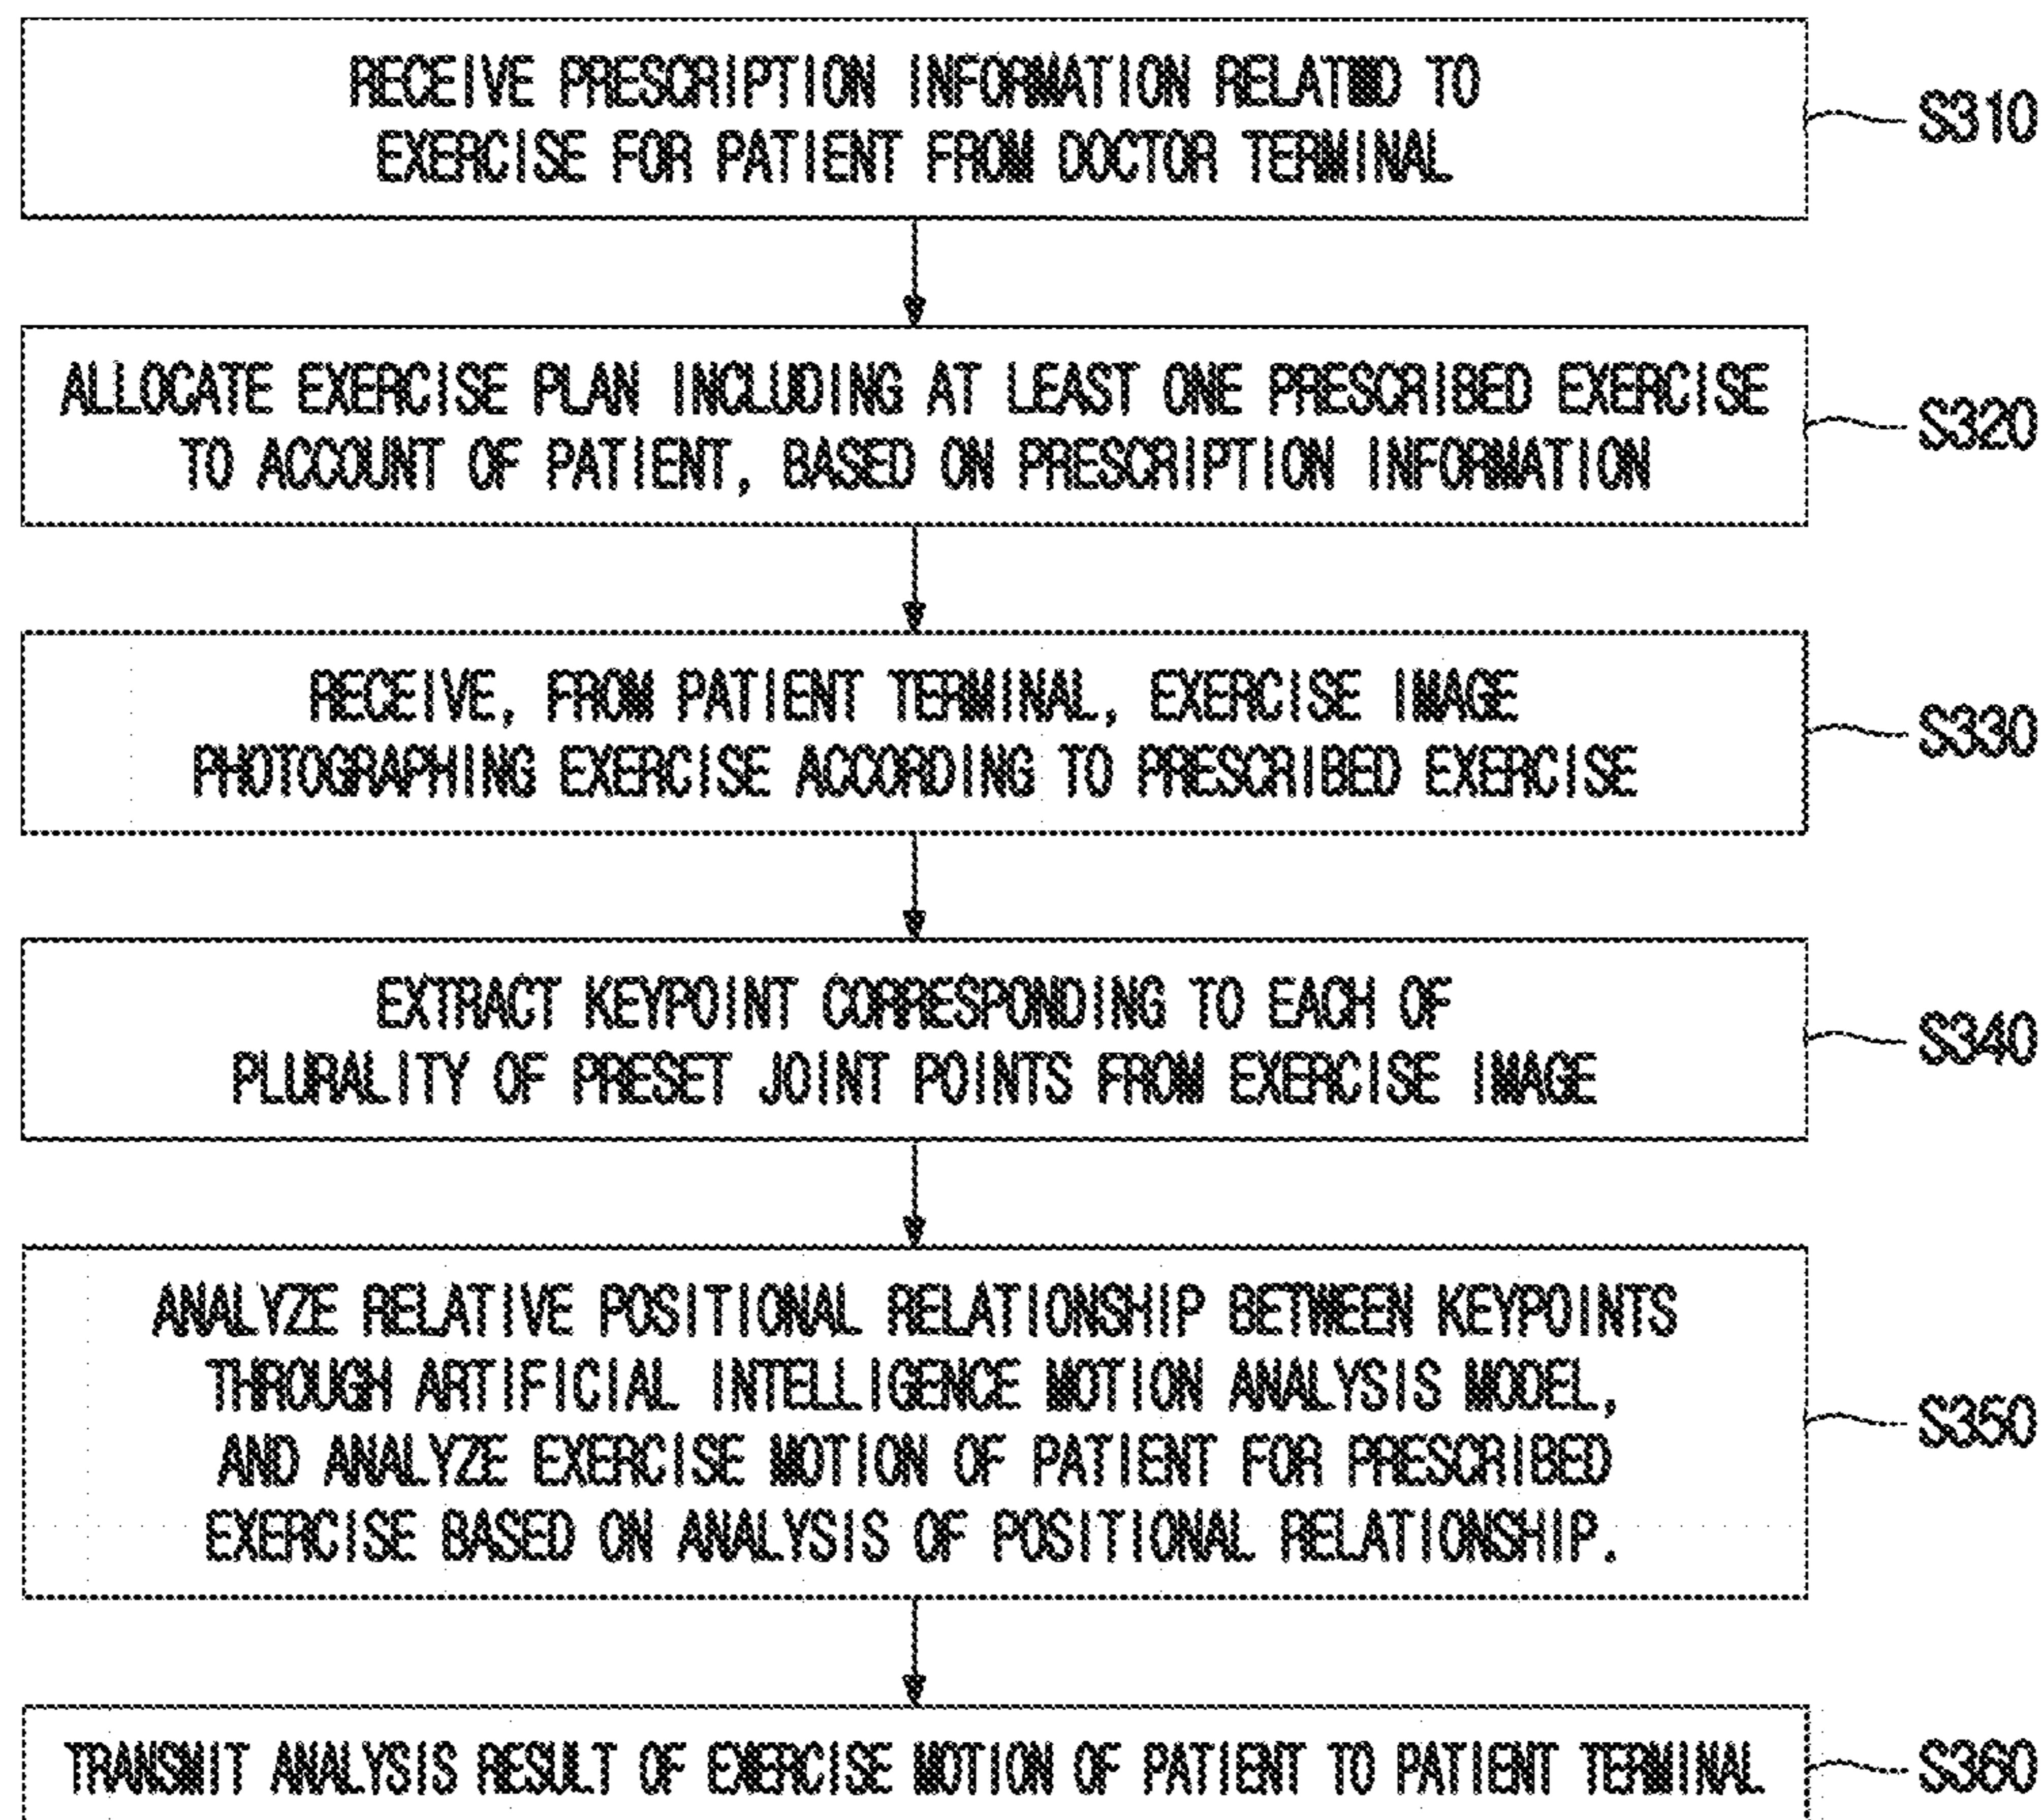 RECEIVE PRESCRIPTION INFORMATION RELATED TO
EXERCISE FOR PATIENT FROM DOCTOR TERMINAL
S310
ALLOCATE EXERCISE PLAN INCLUDING AT LEAST ONE PRESCRIBED EXERCISE
TO ACCOUNT OF PATIENT, BASED ON PRESCRIPTION INFORMATION
S320
RECEIVE, FROM PATIENT TERMINAL, EXERCISE IMAGE
PHOTOGRAPHING EXERCISE ACCORDING TO PRESCRIBED EXERCISE
S330
EXTRACT KEYPOINT CORRESPONDING TO EACH OF
PLURALITY OF PRESET JOINT POINTS FROM EXERCISE IMAGE
S340
ANALYZE RELATIVE POSITIONAL RELATIONSHIP BETWEEN KEYPOINTS
THROUGH ARTIFICIAL INTELLIGENCE MOTION ANALYSIS MODEL,
AND ANALYZE EXERCISE MOTION OF PATIENT FOR PRESCRIBED
EXERCISE BASED ON ANALYSIS OF POSITIONAL RELATIONSHIP.
S350
TRANSMIT ANALYSIS RESULT OF EXERCISE MOTION OF PATIENT TO PATIENT TERMINAL
S360